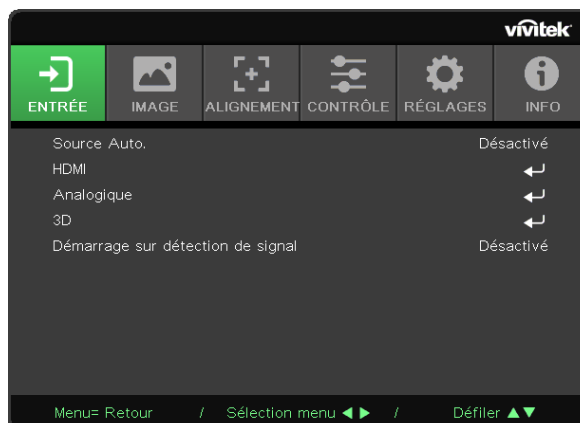 vivitek
ENTRÉE IMAGE ALIGNEMENT CONTRÔLE RÉGLAGES INFO
Source Auto. Désactivé
HDMI
Analogique
3D
Démarrage sur détection de signal Désactivé
Menu= Retour / Sélection menu ◀ ▶ / Défiler ▲▼